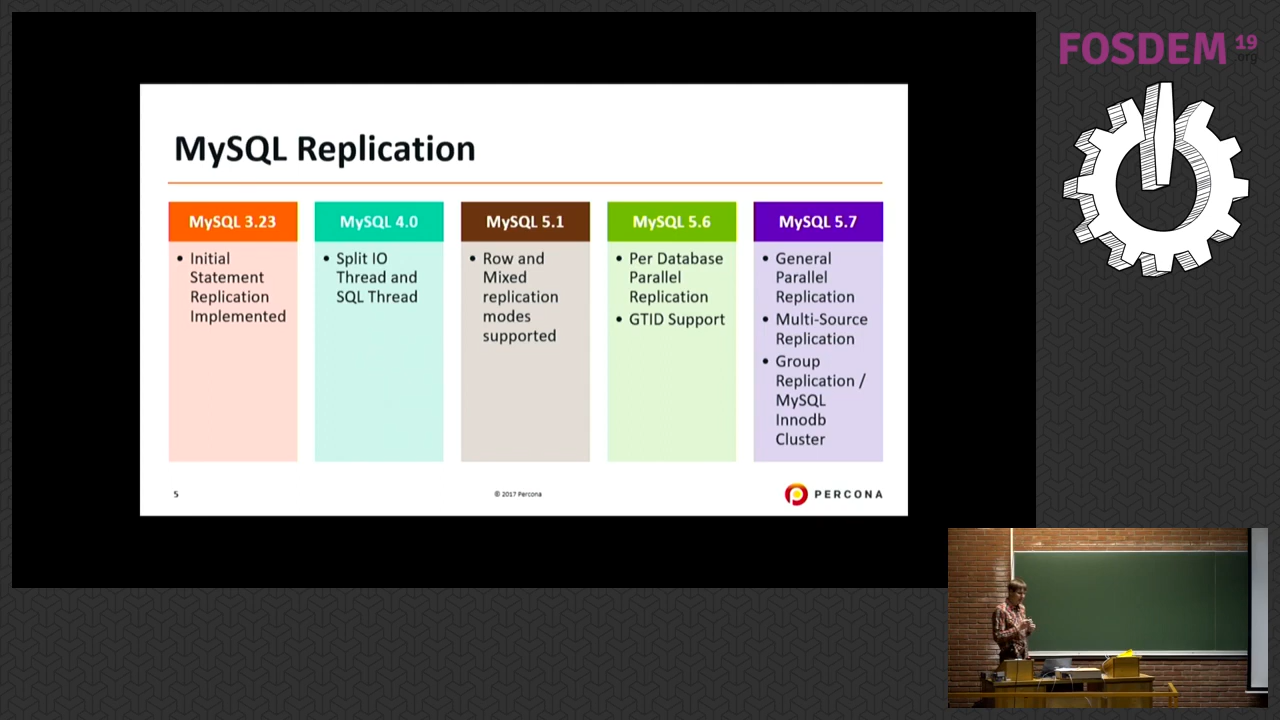 FOSDEM 19
.org
MySQL Replication
MySQL 3.23
• Initial
Statement
Replication
Implemented
MySQL 4.0
• Split IO
Thread and
SQL Thread
MySQL 5.1
• Row and
Mixed
replication
modes
supported
MySQL 5.6
• Per Database
Parallel
Replication
• GTID Support
MySQL 5.7
• General
Parallel
Replication
• Multi-Source
Replication
• Group
Replication /
MySQL
Innodb
Cluster
5
© 2017 Percona
PERCONA